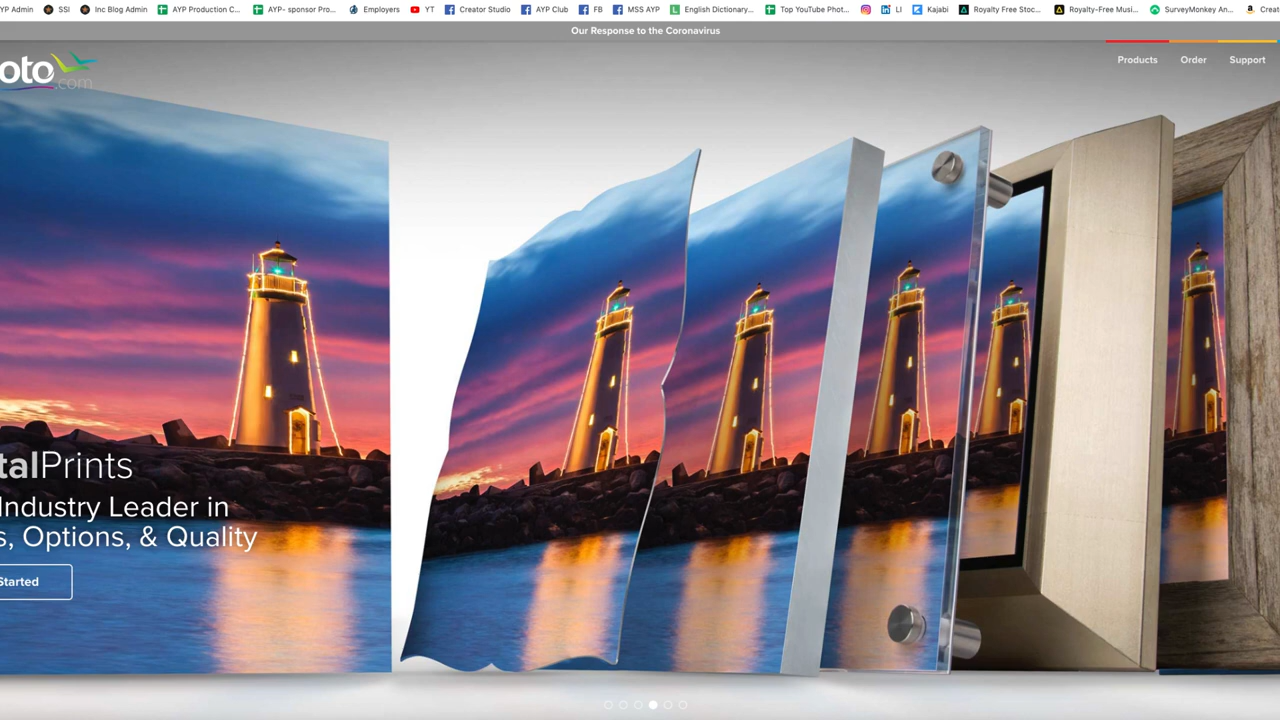 YP Admin SSI Inc Blog Admin AYP Production C... AYP- sponsor Pro... Employers YT Creator Studio AYP Club FB MSS AYP English Dictionary... Top YouTube Phot... LI Kajabi Royalty Free Stoc... Royalty-Free Musi... SurveyMonkey An... Creat
Our Response to the Coronavirus
oto.com
Products Order Support
talPrints
Industry Leader in
s, Options, & Quality
Started